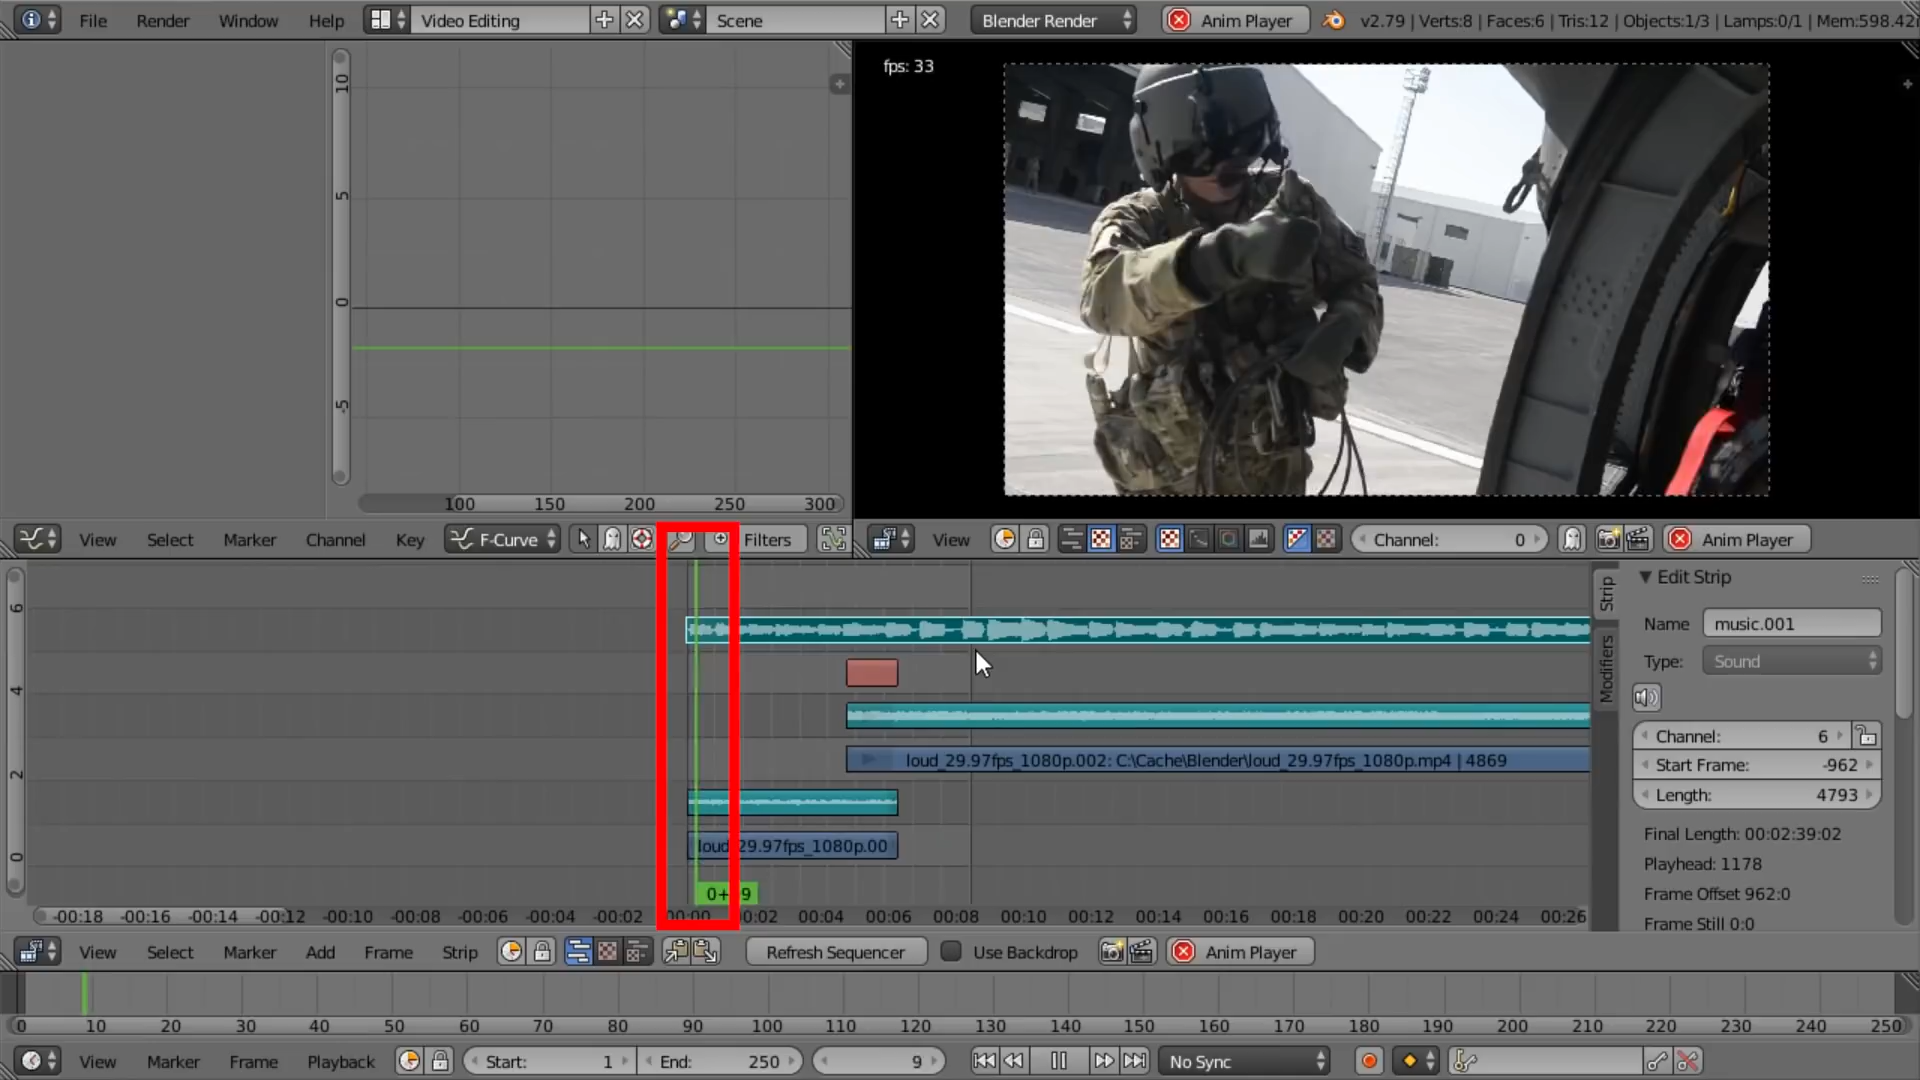 File Render Window Help Video Editing Scene Blender Render Anim Player v2.79 | Verts:8 | Faces:6 | Tris:12 | Objects:1/3 | Lamps:0/1 | Mem:598.42
fps: 33
10
5
0
-5
100 150 200 250 300
View Select Marker Channel Key F-Curve Filters
View Channel: 0 Anim Player
6
4
2
0
loud_29.97fps_1080p.002: C:\Cache\Blender\loud_29.97fps_1080p.mp4 | 4869
loud_29.97fps_1080p.00
-00:18 -00:16 -00:14 -00:12 -00:10 -00:08 -00:06 -00:04 -00:02 00:00 00:02 00:04 00:06 00:08 00:10 00:12 00:14 00:16 00:18 00:20 00:22 00:24 00:26
Strip
Modifiers
Edit Strip
Name music.001
Type: Sound
Channel: 6
Start Frame: -962
Length: 4793
Final Length: 00:02:39:02
Playhead: 1178
Frame Offset 962:0
Frame Still 0:0
View Select Marker Add Frame Strip Refresh Sequencer Use Backdrop Anim Player
0 10 20 30 40 50 60 70 80 90 100 110 120 130 140 150 160 170 180 190 200 210 220 230 240 250
View Marker Frame Playback Start: 1 End: 250 9 No Sync